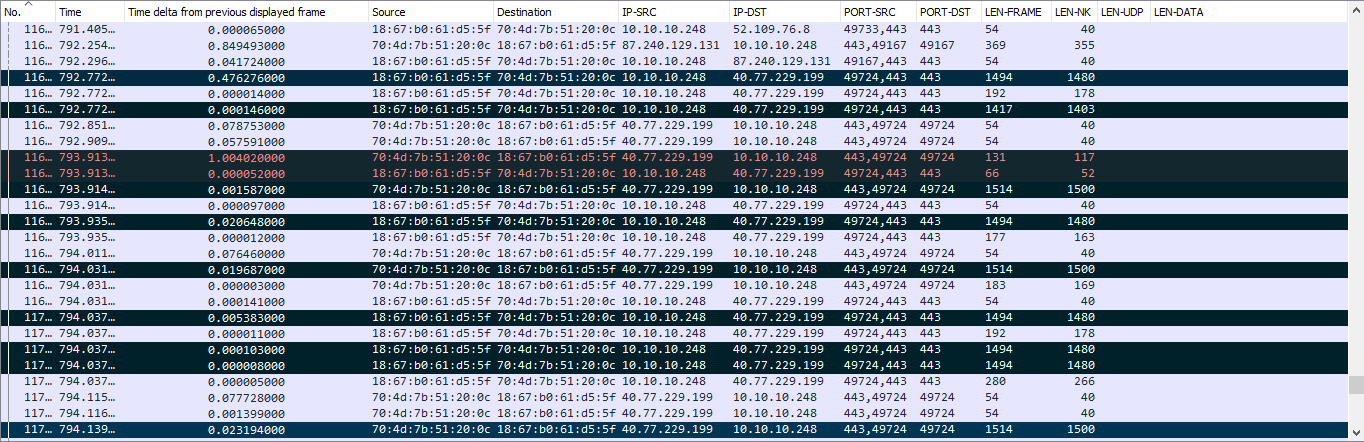 No. Time Time delta from previous displayed frame Source Destination IP-SRC IP-DST PORT-SRC PORT-DST LEN-FRAME LEN-NK LEN-UDP LEN-DATA
116… 791.405… 0.000065000 18:67:b0:61:d5:5f 70:4d:7b:51:20:0c 10.10.10.248 52.109.76.8 49733,443 443 54 40
116… 792.254… 0.849493000 70:4d:7b:51:20:0c 18:67:b0:61:d5:5f 87.240.129.131 10.10.10.248 443,49167 49167 369 355
116… 792.296… 0.041724000 18:67:b0:61:d5:5f 70:4d:7b:51:20:0c 10.10.10.248 87.240.129.131 49167,443 443 54 40
116… 792.772… 0.476276000 18:67:b0:61:d5:5f 70:4d:7b:51:20:0c 10.10.10.248 40.77.229.199 49724,443 443 1494 1480
116… 792.772… 0.000014000 18:67:b0:61:d5:5f 70:4d:7b:51:20:0c 10.10.10.248 40.77.229.199 49724,443 443 192 178
116… 792.772… 0.000146000 18:67:b0:61:d5:5f 70:4d:7b:51:20:0c 10.10.10.248 40.77.229.199 49724,443 443 1417 1403
116… 792.851… 0.078753000 70:4d:7b:51:20:0c 18:67:b0:61:d5:5f 40.77.229.199 10.10.10.248 443,49724 49724 54 40
116… 792.909… 0.057591000 70:4d:7b:51:20:0c 18:67:b0:61:d5:5f 40.77.229.199 10.10.10.248 443,49724 49724 54 40
116… 793.913… 1.004020000 70:4d:7b:51:20:0c 18:67:b0:61:d5:5f 40.77.229.199 10.10.10.248 443,49724 49724 131 117
116… 793.913… 0.000052000 18:67:b0:61:d5:5f 70:4d:7b:51:20:0c 10.10.10.248 40.77.229.199 49724,443 443 66 52
116… 793.914… 0.001587000 70:4d:7b:51:20:0c 18:67:b0:61:d5:5f 40.77.229.199 10.10.10.248 443,49724 49724 1514 1500
116… 793.914… 0.000097000 18:67:b0:61:d5:5f 70:4d:7b:51:20:0c 10.10.10.248 40.77.229.199 49724,443 443 54 40
116… 793.935… 0.020648000 18:67:b0:61:d5:5f 70:4d:7b:51:20:0c 10.10.10.248 40.77.229.199 49724,443 443 1494 1480
116… 793.935… 0.000012000 18:67:b0:61:d5:5f 70:4d:7b:51:20:0c 10.10.10.248 40.77.229.199 49724,443 443 177 163
116… 794.011… 0.076460000 70:4d:7b:51:20:0c 18:67:b0:61:d5:5f 40.77.229.199 10.10.10.248 443,49724 49724 54 40
116… 794.031… 0.019687000 70:4d:7b:51:20:0c 18:67:b0:61:d5:5f 40.77.229.199 10.10.10.248 443,49724 49724 1514 1500
116… 794.031… 0.000003000 70:4d:7b:51:20:0c 18:67:b0:61:d5:5f 40.77.229.199 10.10.10.248 443,49724 49724 183 169
116… 794.031… 0.000141000 18:67:b0:61:d5:5f 70:4d:7b:51:20:0c 10.10.10.248 40.77.229.199 49724,443 443 54 40
117… 794.037… 0.005383000 18:67:b0:61:d5:5f 70:4d:7b:51:20:0c 10.10.10.248 40.77.229.199 49724,443 443 1494 1480
117… 794.037… 0.000011000 18:67:b0:61:d5:5f 70:4d:7b:51:20:0c 10.10.10.248 40.77.229.199 49724,443 443 192 178
117… 794.037… 0.000103000 18:67:b0:61:d5:5f 70:4d:7b:51:20:0c 10.10.10.248 40.77.229.199 49724,443 443 1494 1480
117… 794.037… 0.000008000 18:67:b0:61:d5:5f 70:4d:7b:51:20:0c 10.10.10.248 40.77.229.199 49724,443 443 1494 1480
117… 794.037… 0.000005000 18:67:b0:61:d5:5f 70:4d:7b:51:20:0c 10.10.10.248 40.77.229.199 49724,443 443 280 266
117… 794.115… 0.077728000 70:4d:7b:51:20:0c 18:67:b0:61:d5:5f 40.77.229.199 10.10.10.248 443,49724 49724 54 40
117… 794.116… 0.001399000 70:4d:7b:51:20:0c 18:67:b0:61:d5:5f 40.77.229.199 10.10.10.248 443,49724 49724 54 40
117… 794.139… 0.023194000 70:4d:7b:51:20:0c 18:67:b0:61:d5:5f 40.77.229.199 10.10.10.248 443,49724 49724 1514 1500